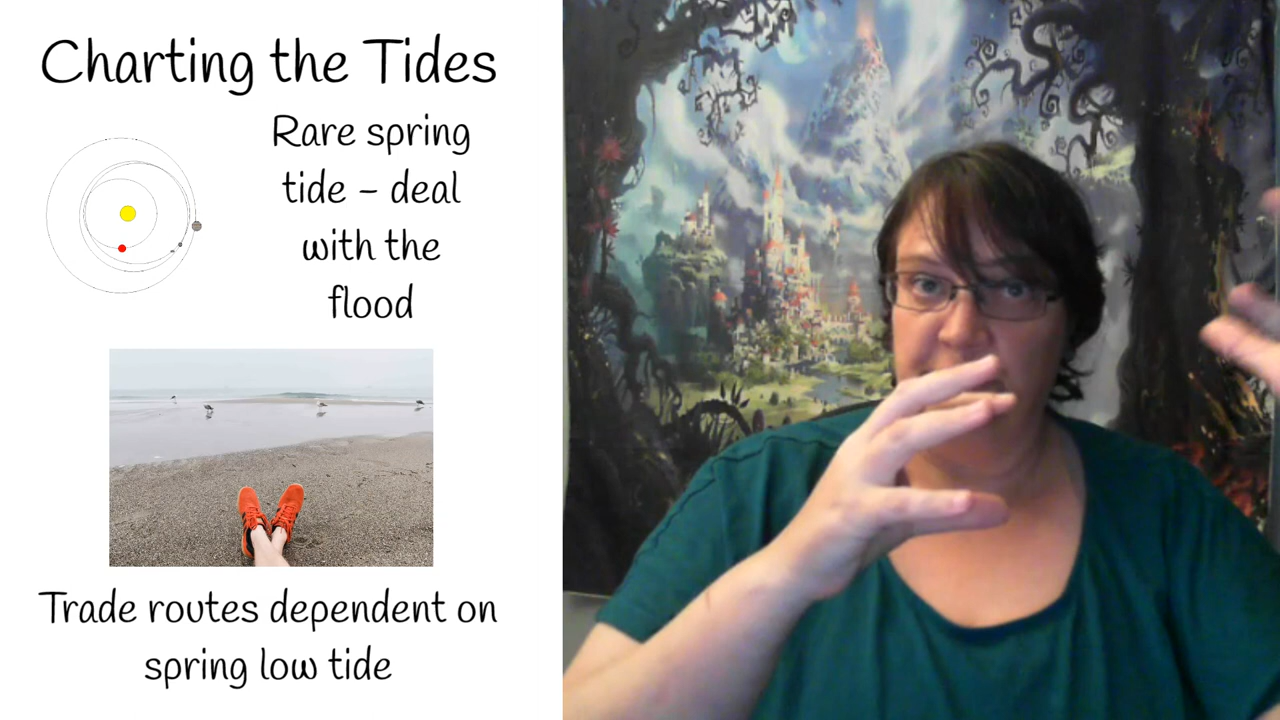 Charting the Tides
Rare spring
tide – deal
with the
flood
Trade routes dependent on
spring low tide